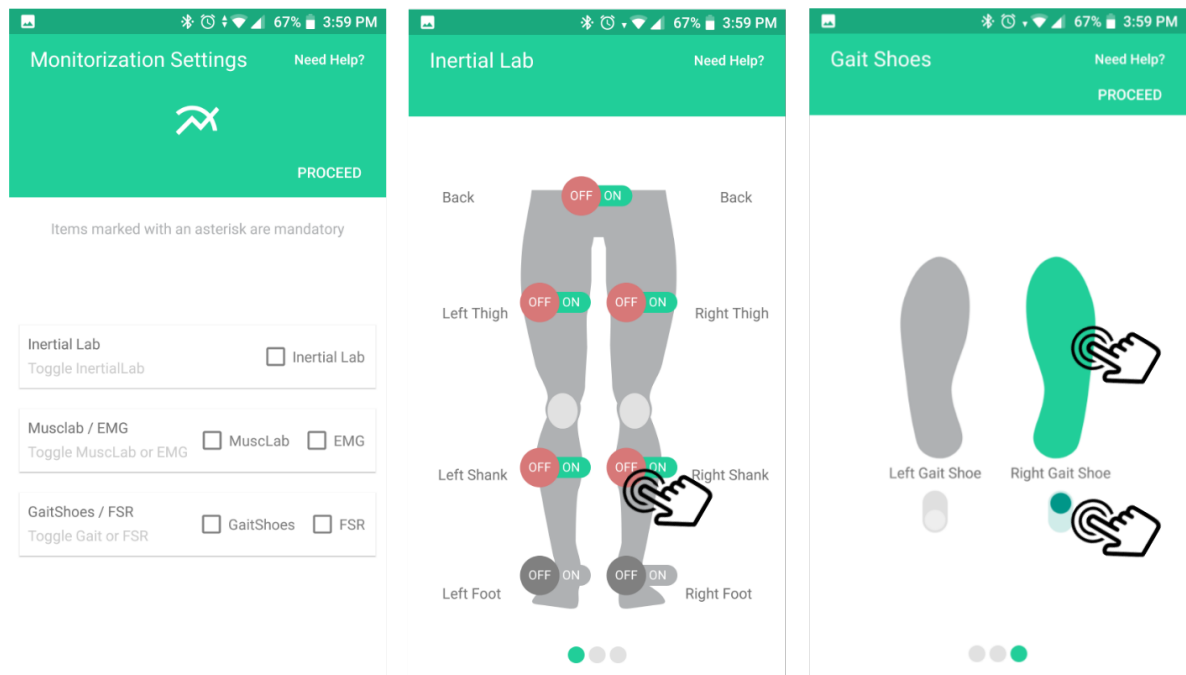 67% 3:59 PM
Monitorization Settings Need Help?
PROCEED
Items marked with an asterisk are mandatory
Inertial Lab
Toggle InertialLab
Inertial Lab
Musclab / EMG
Toggle MuscLab or EMG
MuscLab EMG
GaitShoes / FSR
Toggle Gait or FSR
GaitShoes FSR
67% 3:59 PM
Inertial Lab Need Help?
Back OFF ON Back
Left Thigh OFF ON OFF ON Right Thigh
Left Shank OFF ON OFF ON Right Shank
Left Foot OFF ON OFF ON Right Foot
67% 3:59 PM
Gait Shoes Need Help?
PROCEED
Left Gait Shoe Right Gait Shoe